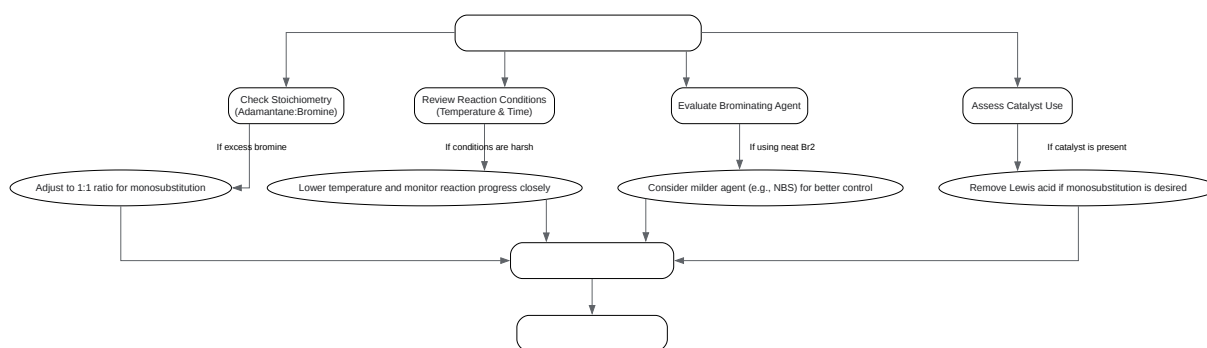 Check Stoichiometry
(Adamantane:Bromine)
Review Reaction Conditions
(Temperature & Time)
Evaluate Brominating Agent
Assess Catalyst Use
If excess bromine
If conditions are harsh
If using neat Br2
If catalyst is present
Adjust to 1:1 ratio for monosubstitution
Lower temperature and monitor reaction progress closely
Consider milder agent (e.g., NBS) for better control
Remove Lewis acid if monosubstitution is desired